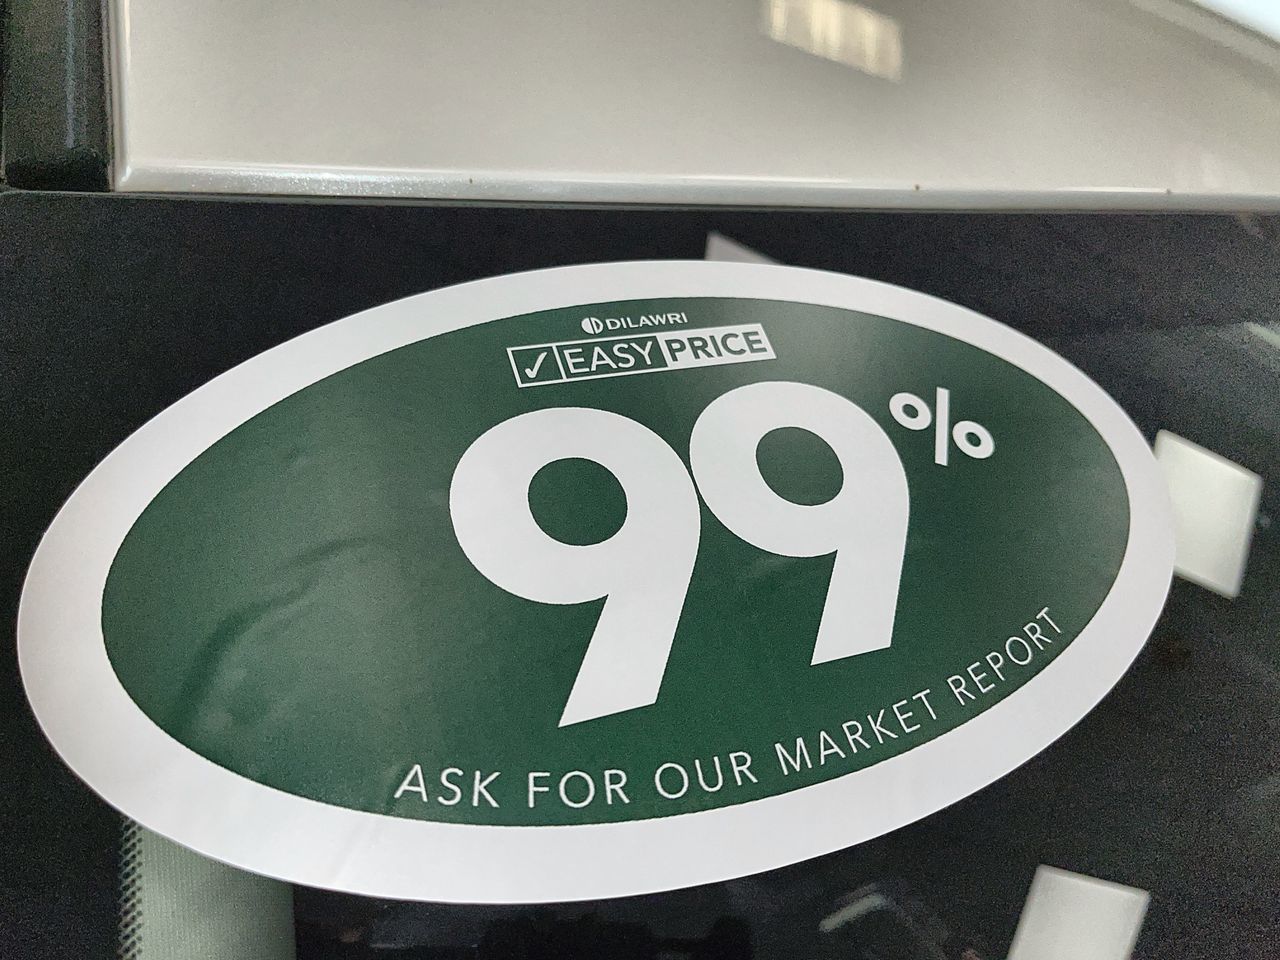 DILAWRI
✓ EASY PRICE
99%
ASK FOR OUR MARKET REPORT